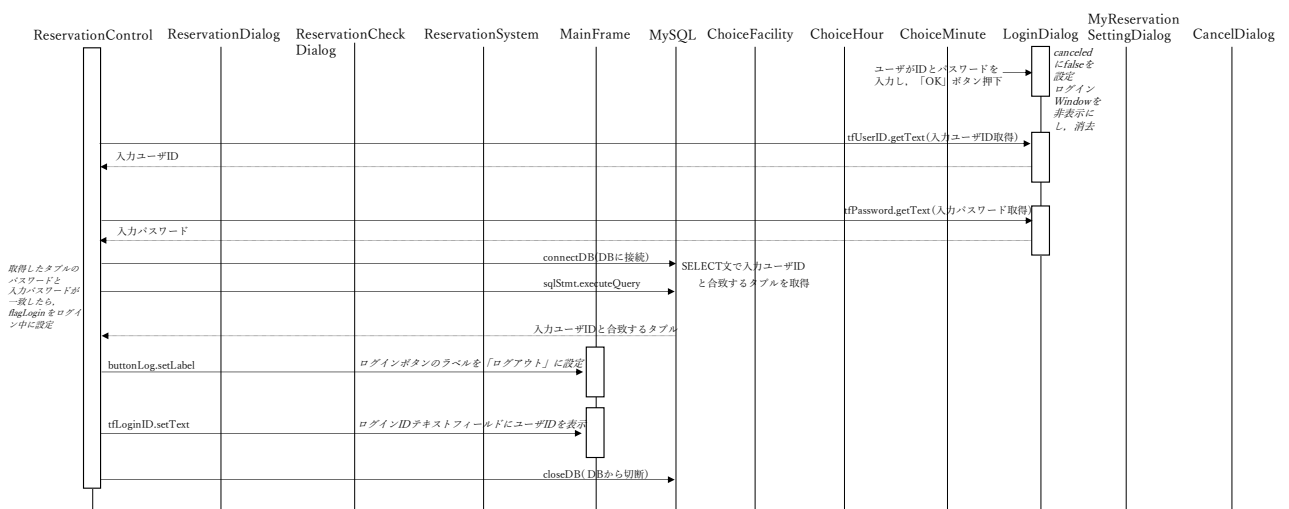 ReservationControl
ReservationDialog
ReservationCheck
Dialog
ReservationSystem
MainFrame
MySQL
ChoiceFacility
ChoiceHour
ChoiceMinute
LoginDialog
MyReservation
SettingDialog
CancelDialog
ユーザがIDとパスワードを
入力し，「OK」ボタン押下
canceled
にfalseを
設定
ログイン
Windowを
非表示に
し，消去
tfUserID.getText(入力ユーザID取得)
入力ユーザID
tfPassword.getText(入力パスワード取得)
入力パスワード
connectDB(DBに接続)
SELECT文で入力ユーザID
と合致するタブルを取得
sqlStmt.executeQuery
取得したタブルの
パスワードと
入力パスワードが
一致したら，
flagLoginをログイ
ン中に設定
入力ユーザIDと合致するタブル
buttonLog.setLabel
ログインボタンのラベルを「ログアウト」に設定
tfLoginID.setText
ログインIDテキストフィールドにユーザIDを表示
closeDB( DBから切断)